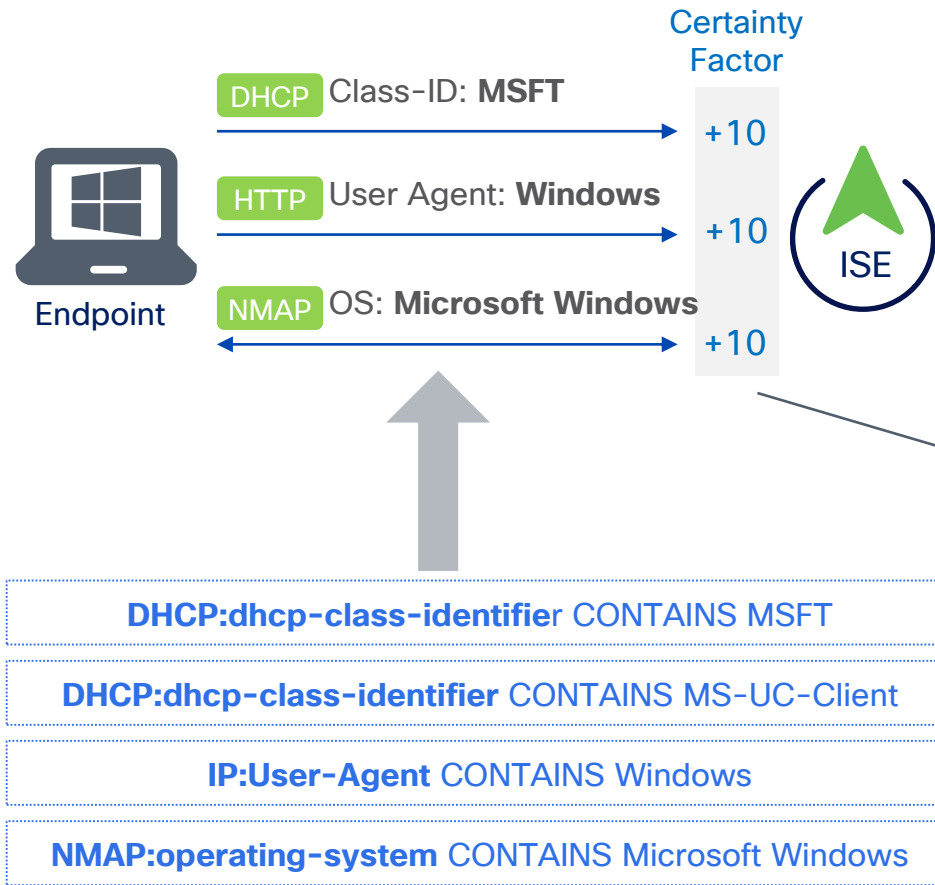 Certainty
Factor
DHCP Class-ID: MSFT
+10
HTTP User Agent: Windows
+10
ISE
NMAP OS: Microsoft Windows
+10
Endpoint
DHCP:dhcp-class-identifier CONTAINS MSFT
DHCP:dhcp-class-identifier CONTAINS MS-UC-Client
IP:User-Agent CONTAINS Windows
NMAP:operating-system CONTAINS Microsoft Windows